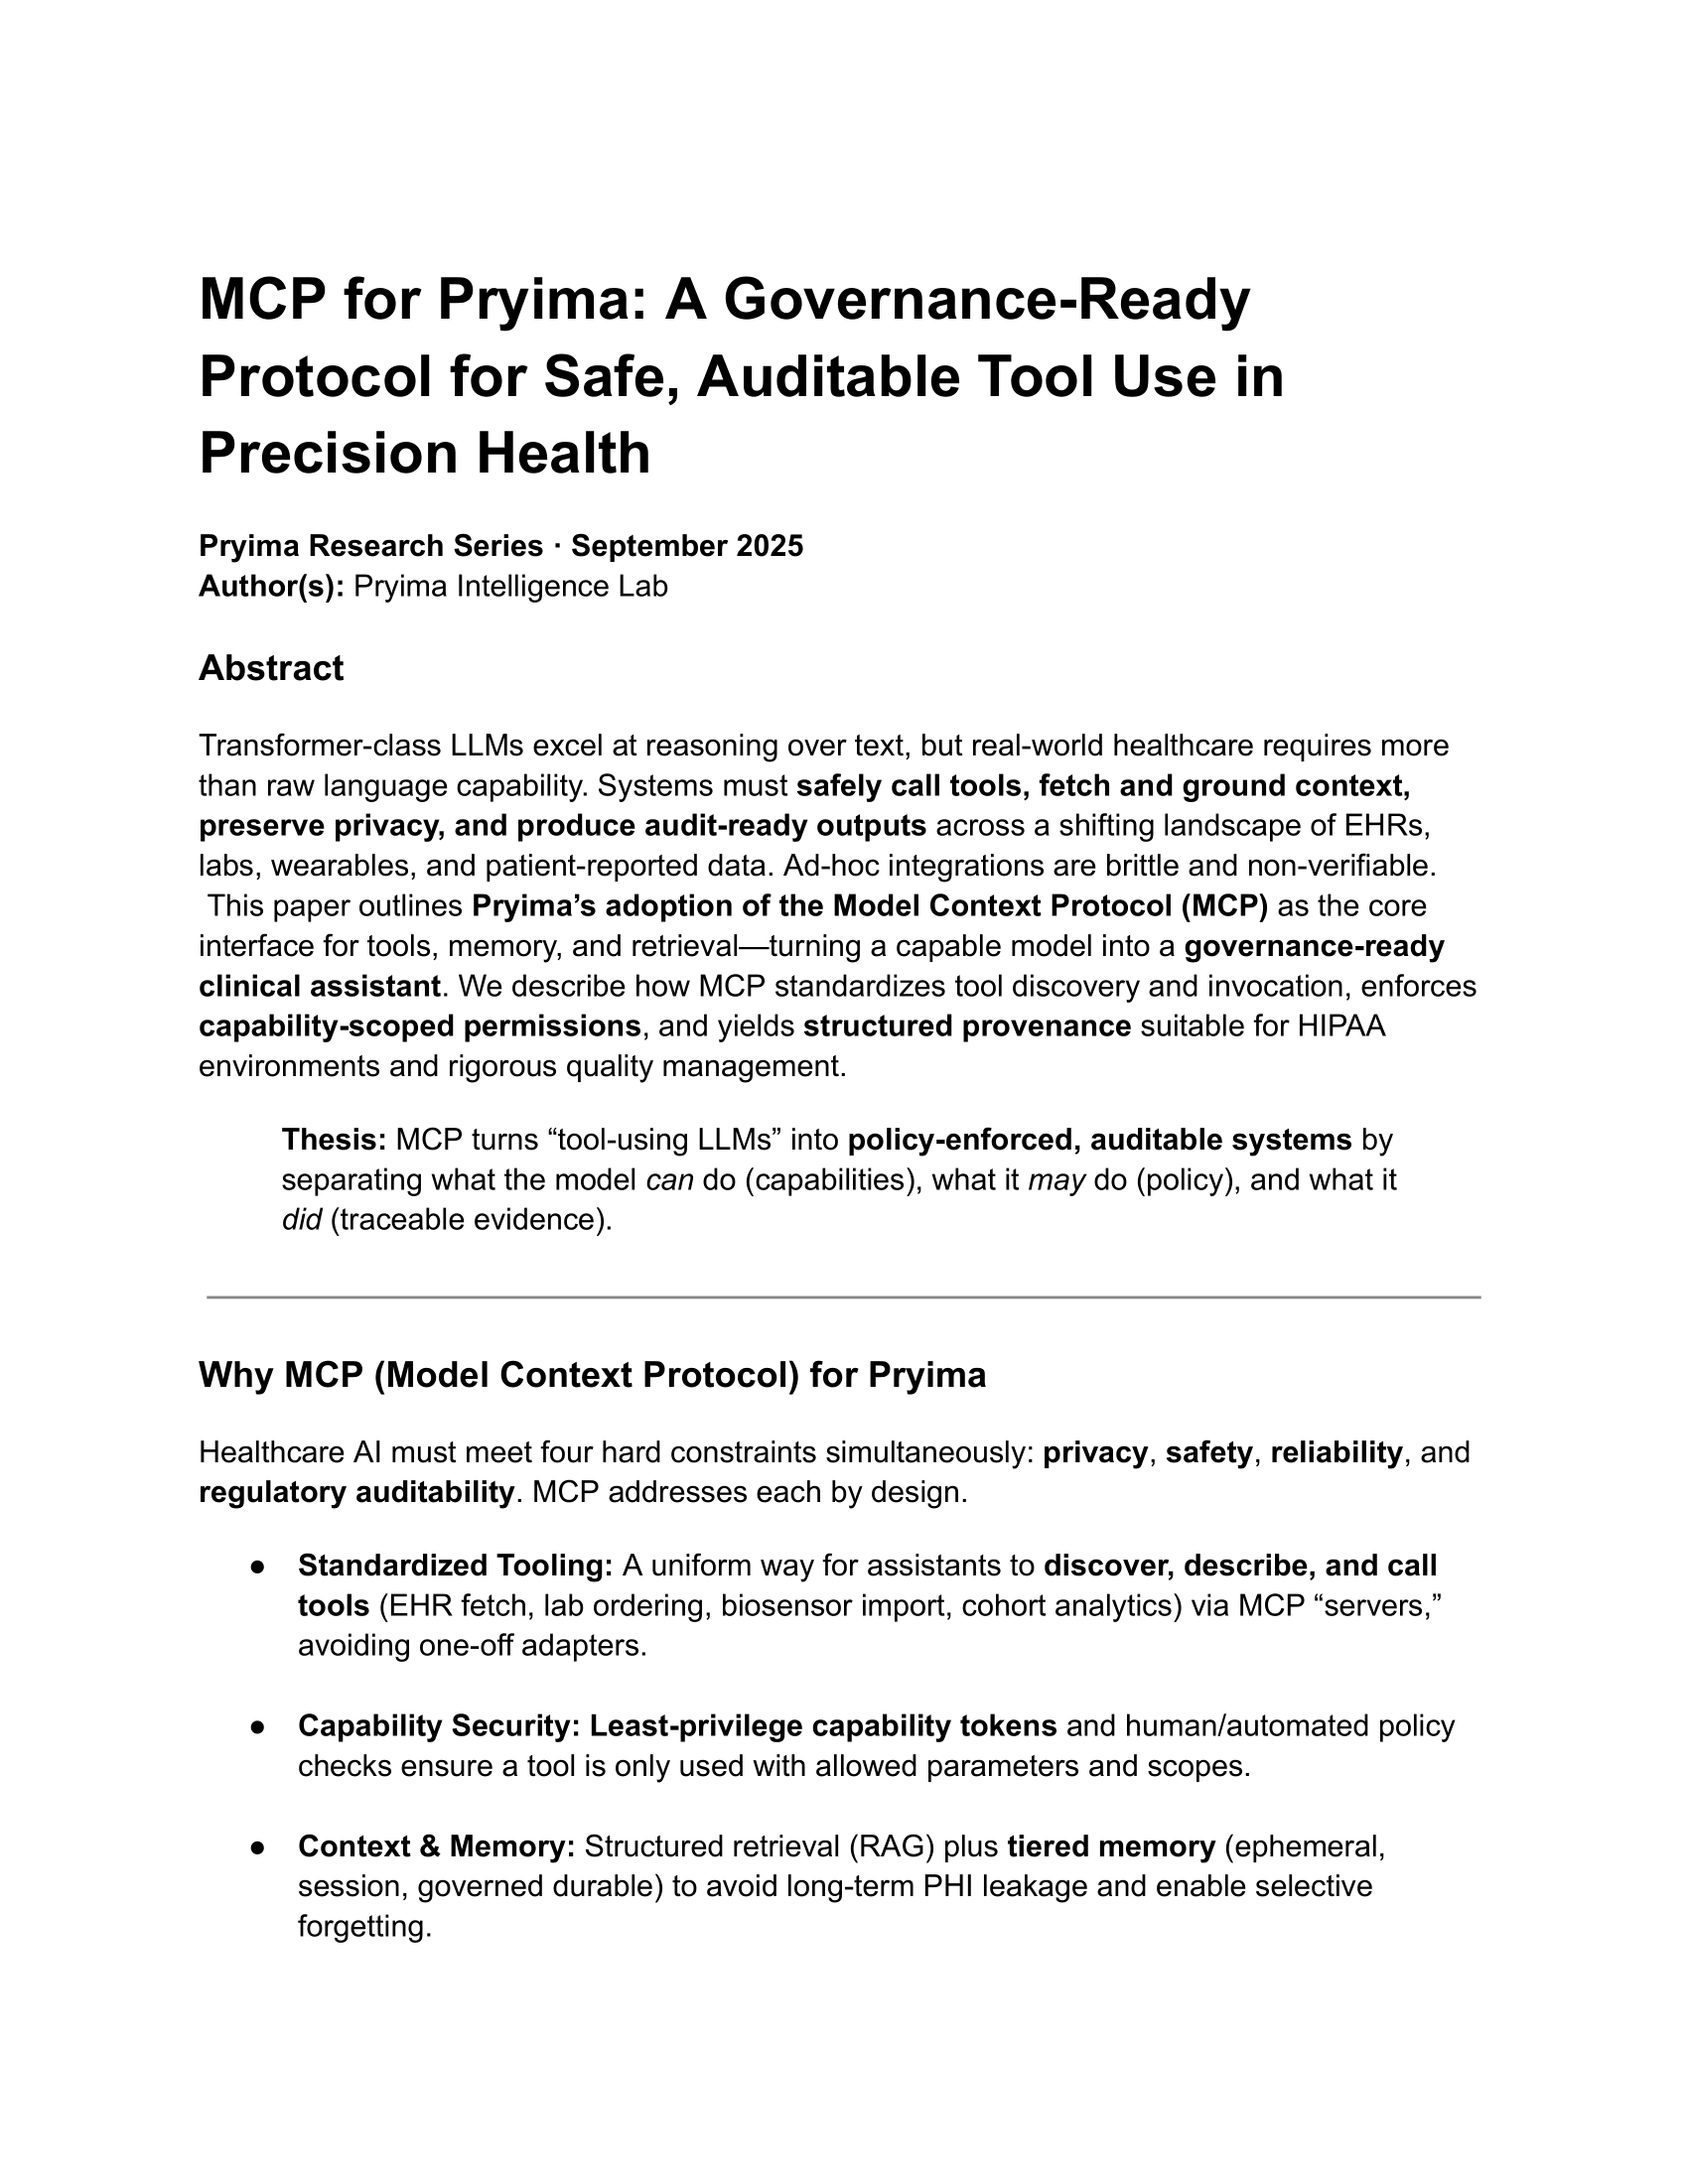 MCP for Pryima: A Governance-Ready
Protocol for Safe, Auditable Tool Use in
Precision Health
Pryima Research Series · September 2025
Author(s): Pryima Intelligence Lab
Abstract
Transformer-class LLMs excel at reasoning over text, but real-world healthcare requires more
than raw language capability. Systems must safely call tools, fetch and ground context,
preserve privacy, and produce audit-ready outputs across a shifting landscape of EHRs,
labs, wearables, and patient-reported data. Ad-hoc integrations are brittle and non-verifiable.
This paper outlines Pryima’s adoption of the Model Context Protocol (MCP) as the core
interface for tools, memory, and retrieval—turning a capable model into a governance-ready
clinical assistant. We describe how MCP standardizes tool discovery and invocation, enforces
capability-scoped permissions, and yields structured provenance suitable for HIPAA
environments and rigorous quality management.
Thesis: MCP turns “tool-using LLMs” into policy-enforced, auditable systems by
separating what the model can do (capabilities), what it may do (policy), and what it
did (traceable evidence).
Why MCP (Model Context Protocol) for Pryima
Healthcare AI must meet four hard constraints simultaneously: privacy, safety, reliability, and
regulatory auditability. MCP addresses each by design.
● Standardized Tooling: A uniform way for assistants to discover, describe, and call
tools (EHR fetch, lab ordering, biosensor import, cohort analytics) via MCP “servers,”
avoiding one-off adapters.
● Capability Security: Least-privilege capability tokens and human/automated policy
checks ensure a tool is only used with allowed parameters and scopes.
● Context & Memory: Structured retrieval (RAG) plus tiered memory (ephemeral,
session, governed durable) to avoid long-term PHI leakage and enable selective
forgetting.